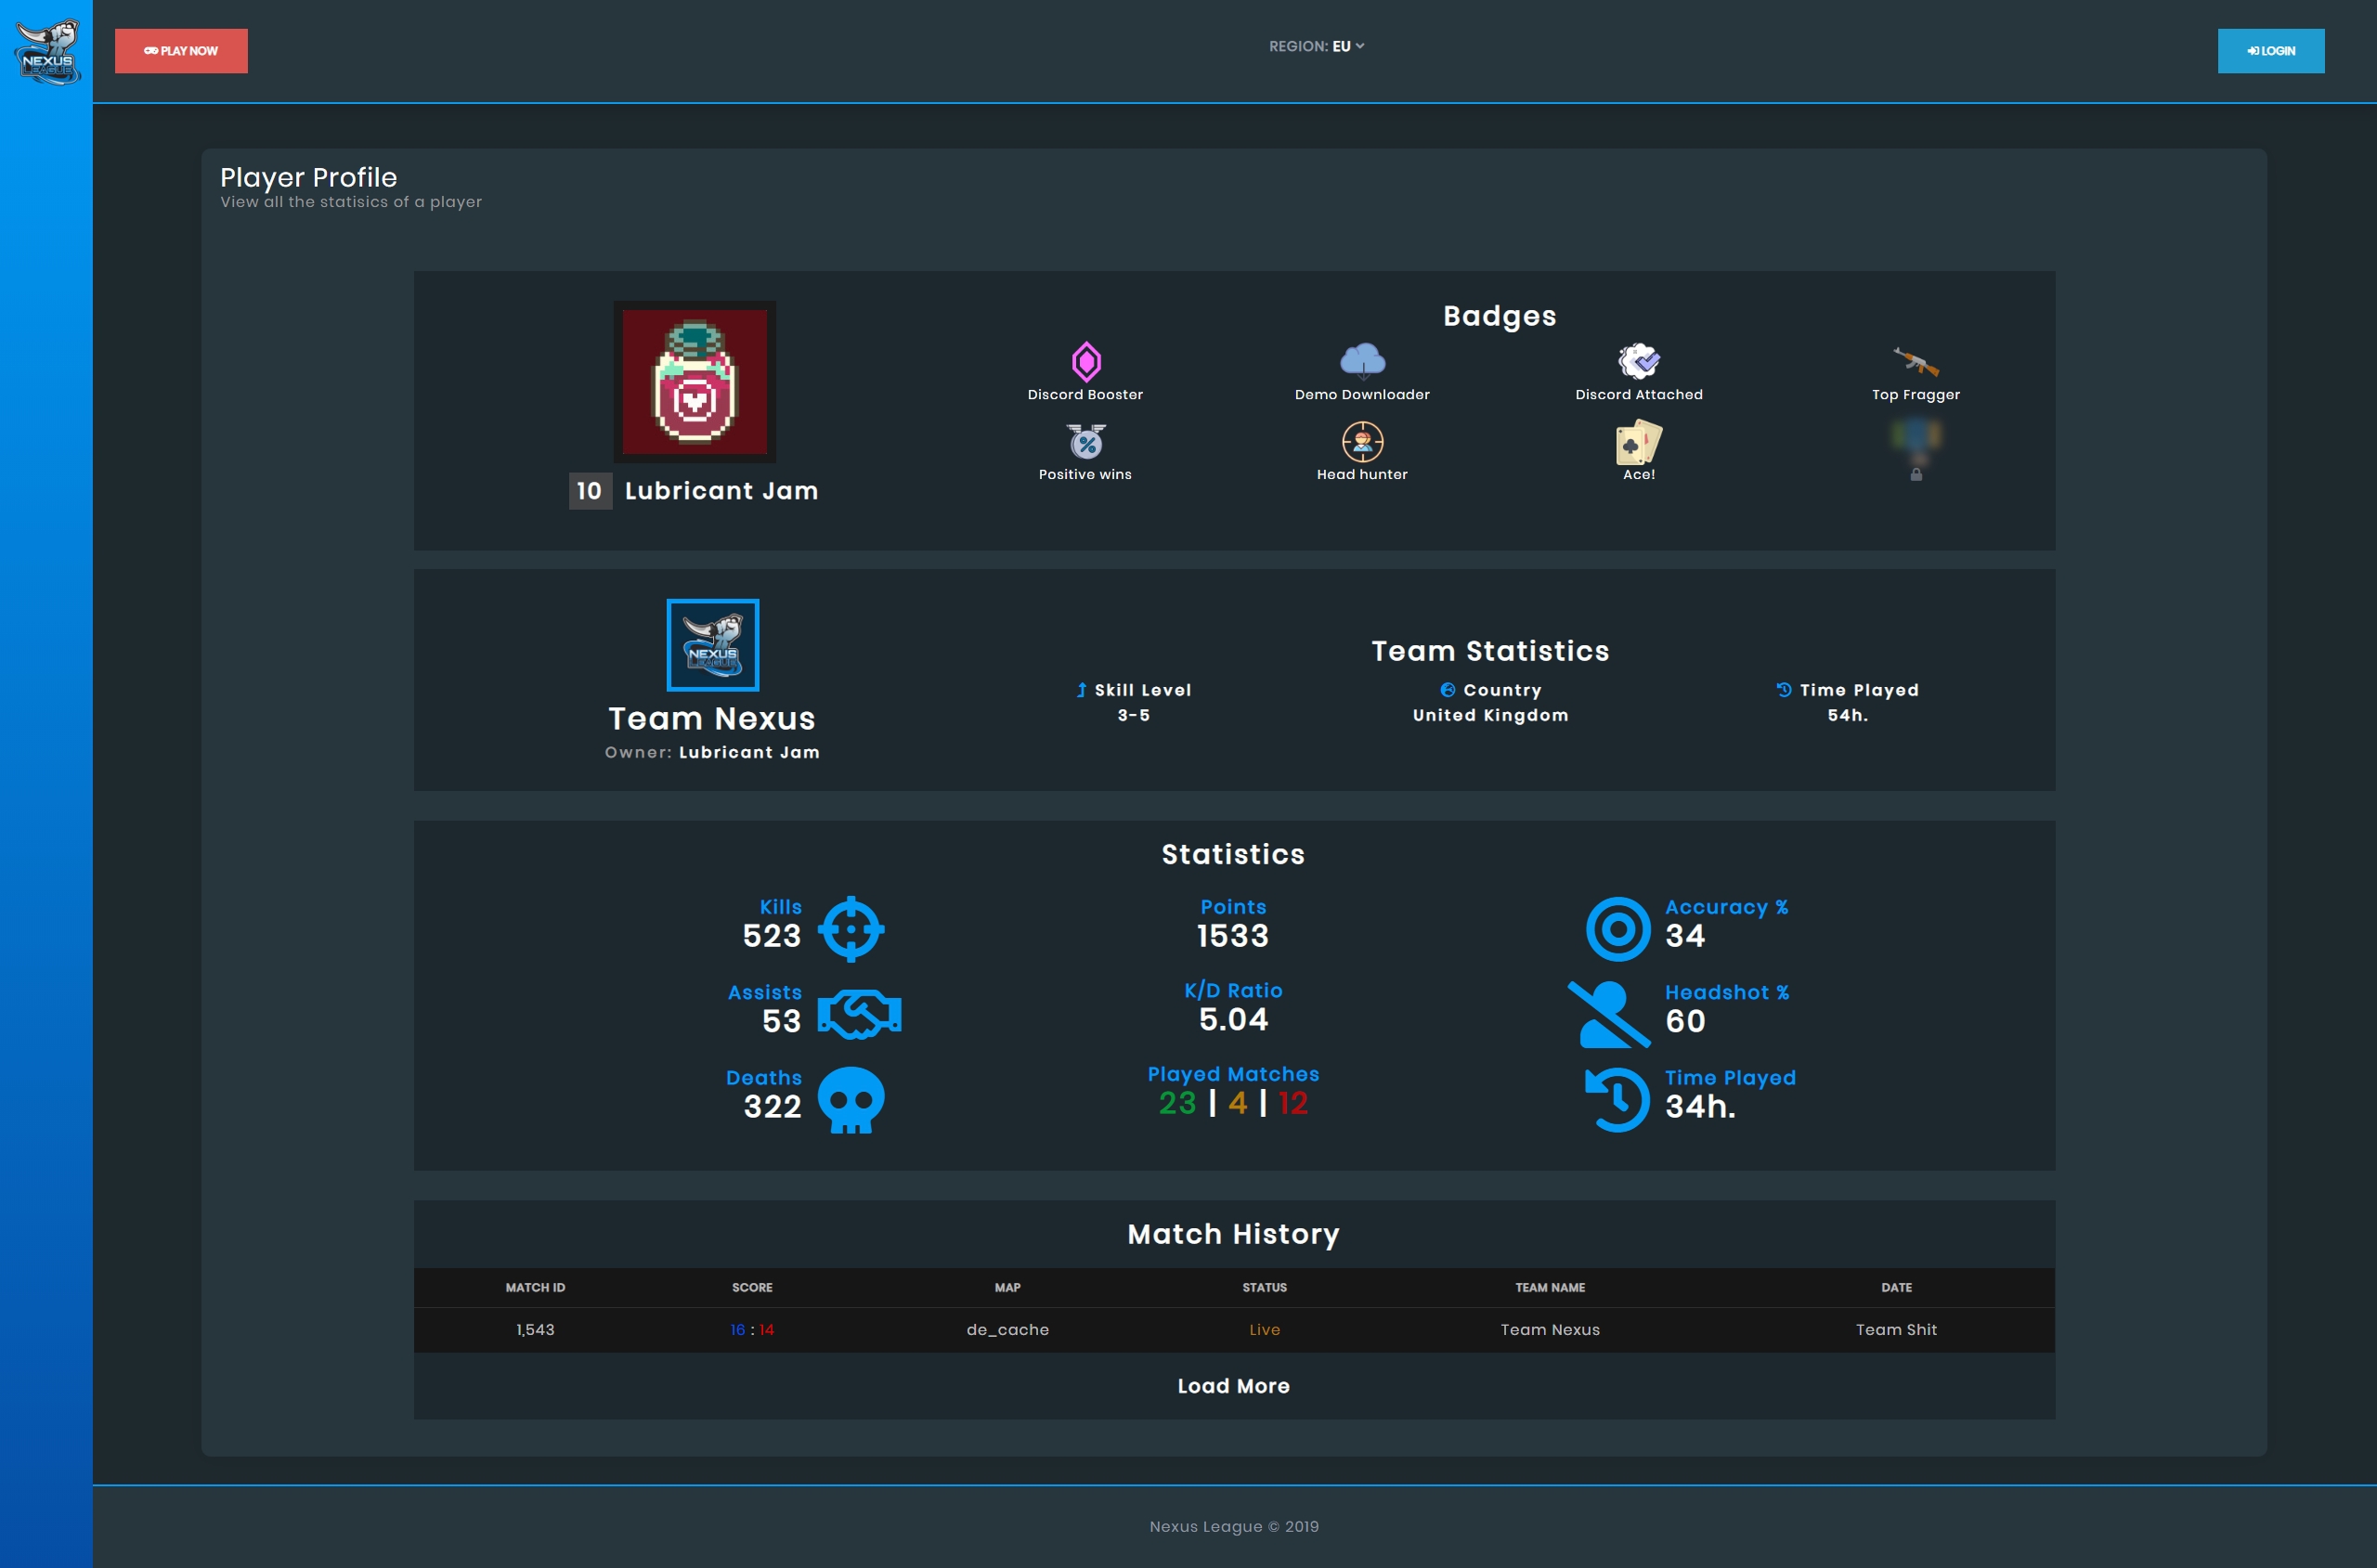 NEXUS
LEAGUE
PLAY NOW
REGION: EU
LOGIN
Player Profile
View all the statisics of a player
10 Lubricant Jam
Badges
Discord Booster Demo Downloader Discord Attached Top Fragger
Positive wins Head hunter Ace!
NEXUS
LEAGUE
Team Nexus
Owner: Lubricant Jam
Team Statistics
Skill Level Country Time Played
3-5 United Kingdom 54h.
Statistics
Kills
523
Points
1533
Accuracy %
34
Assists
53
K/D Ratio
5.04
Headshot %
60
Deaths
322
Played Matches
23 | 4 | 12
Time Played
34h.
Match History
MATCH ID SCORE MAP STATUS TEAM NAME DATE
1,543 16 : 14 de_cache Live Team Nexus Team Shit
Load More
Nexus League © 2019